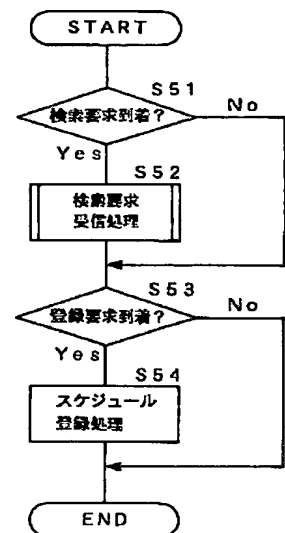 START
S51
検索要求到着?
No
Yes
S52
検索要求
受信処理
S53
登録要求到着?
No
Yes
S54
スケジュール
登録処理
END